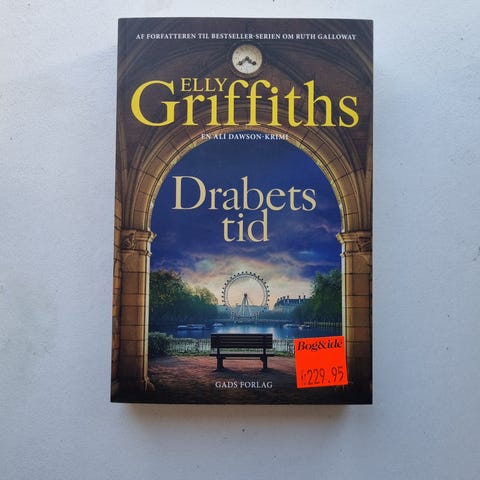 AF FORFATTEREN TIL BESTSELLER-SERIEN OM RUTH GALLOWAY
ELLY
Griffiths
EN ALI DAWSON-KRIMI
Drabets
tid
Bog&idé
229.95
GADS FORLAG